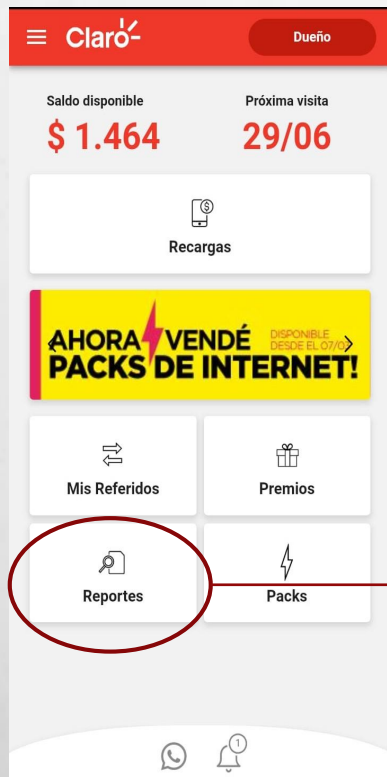 Claro-
Dueño
Saldo disponible
Próxima visita
$ 1.464
29/06
Recargas
AHORA VENDÉ
DISPONIBLE
DESDE EL 07/07
PACKS DE INTERNET!
Mis Referidos
Premios
Reportes
Packs
1